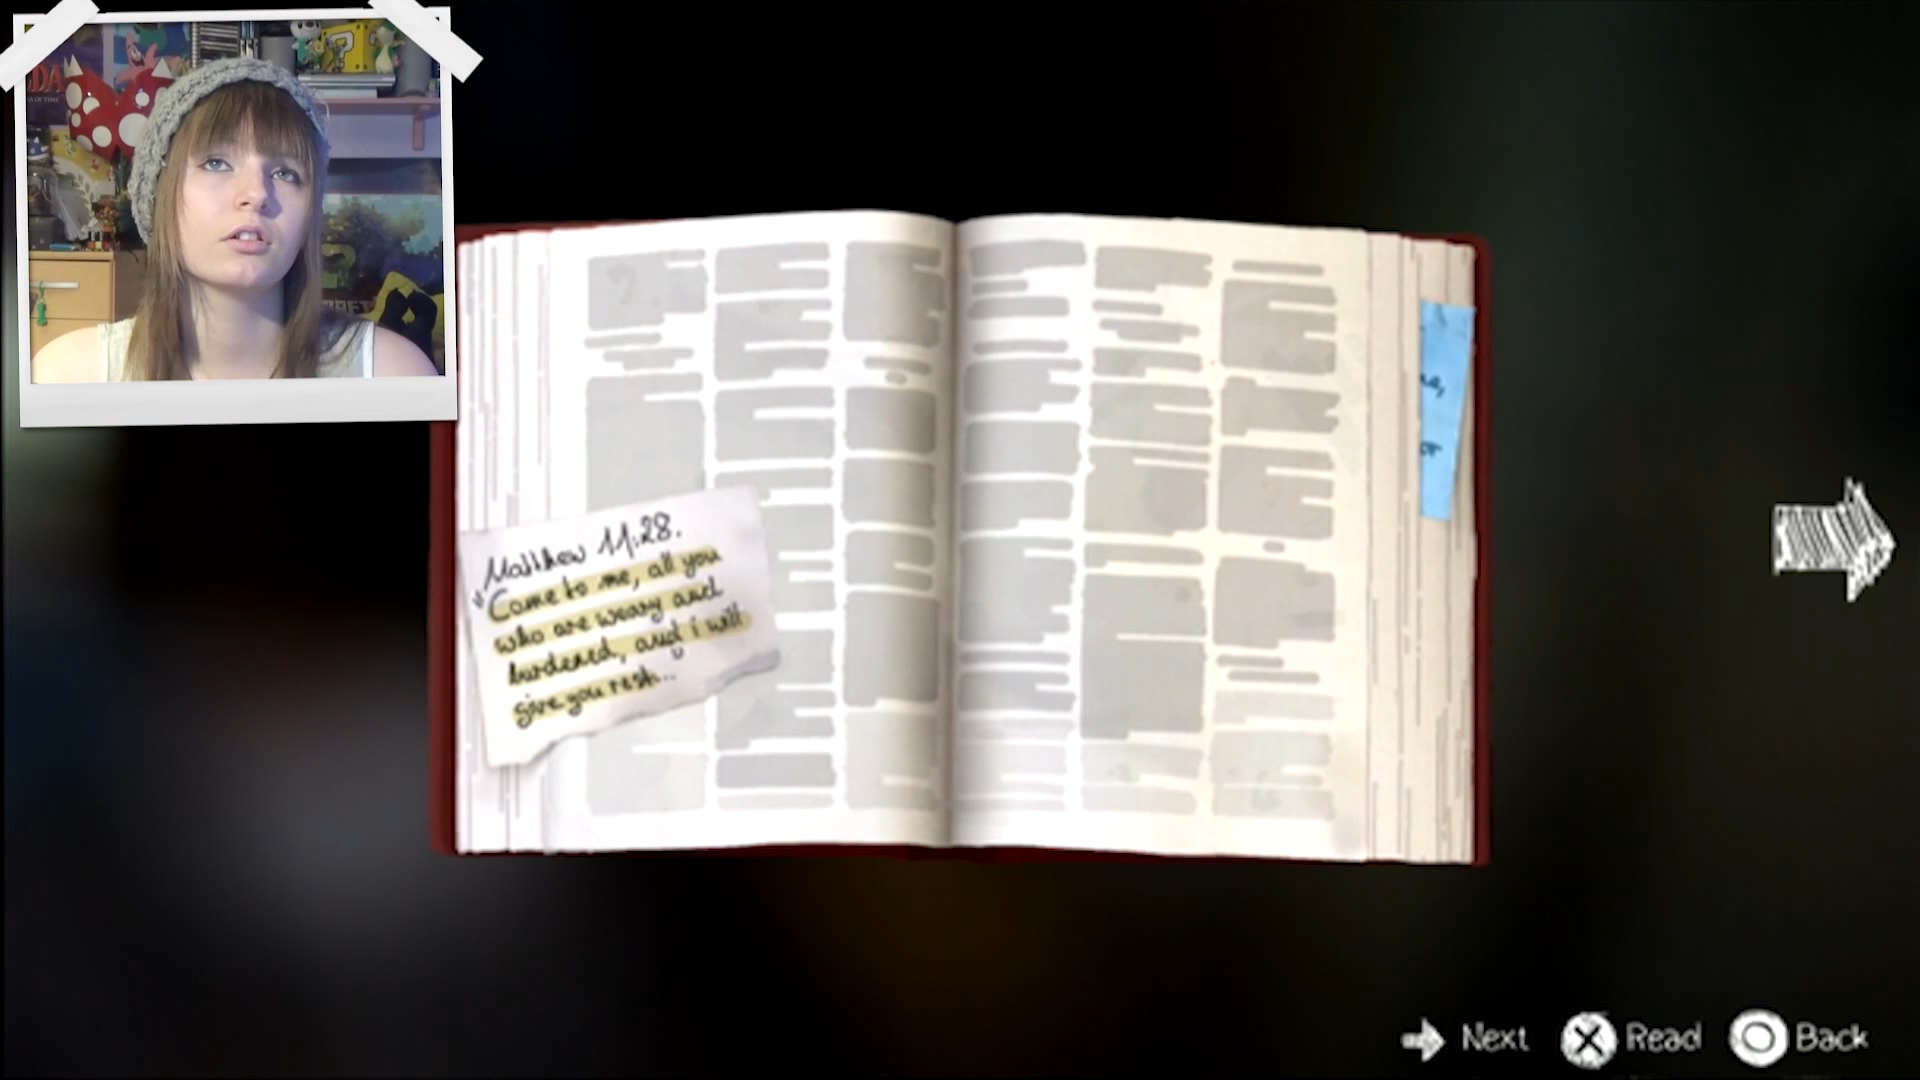 Matthew 11:28.
"Come to me, all you
who are weary and
burdened, and i will
give you rest..."
Next
Read
Back